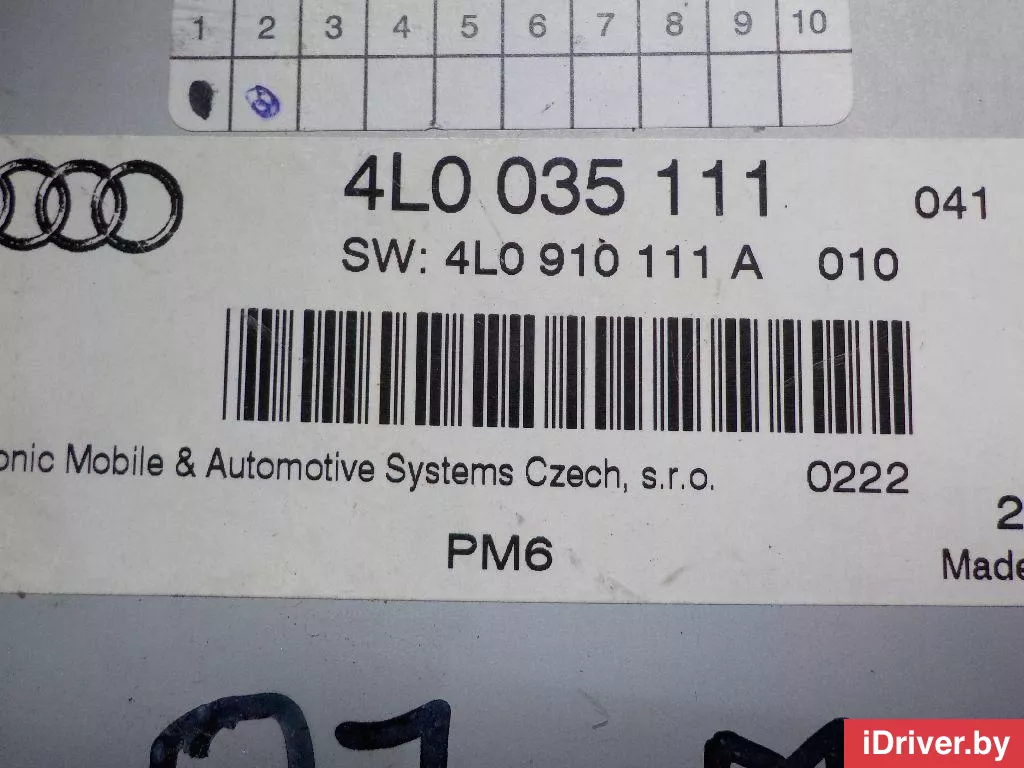 1 2 3 4 5 6 7 8 9 10
4L0 035 111 041
SW: 4L0 910 111 A 010
onic Mobile & Automotive Systems Czech, s.r.o. 0222
2
PM6
Made
07
iDriver.by